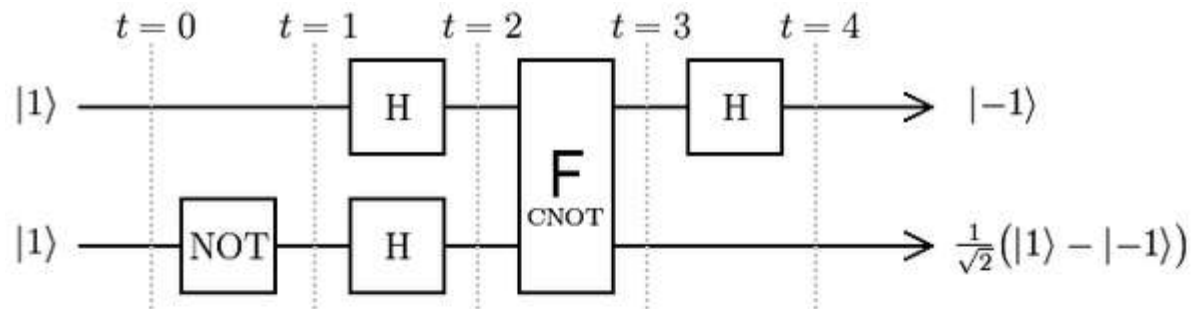 t = 0 t = 1 t = 2 t = 3 t = 4
|1⟩ H H |−1⟩
F
CNOT
|1⟩ NOT H 1/√2(|1⟩ − |−1⟩)